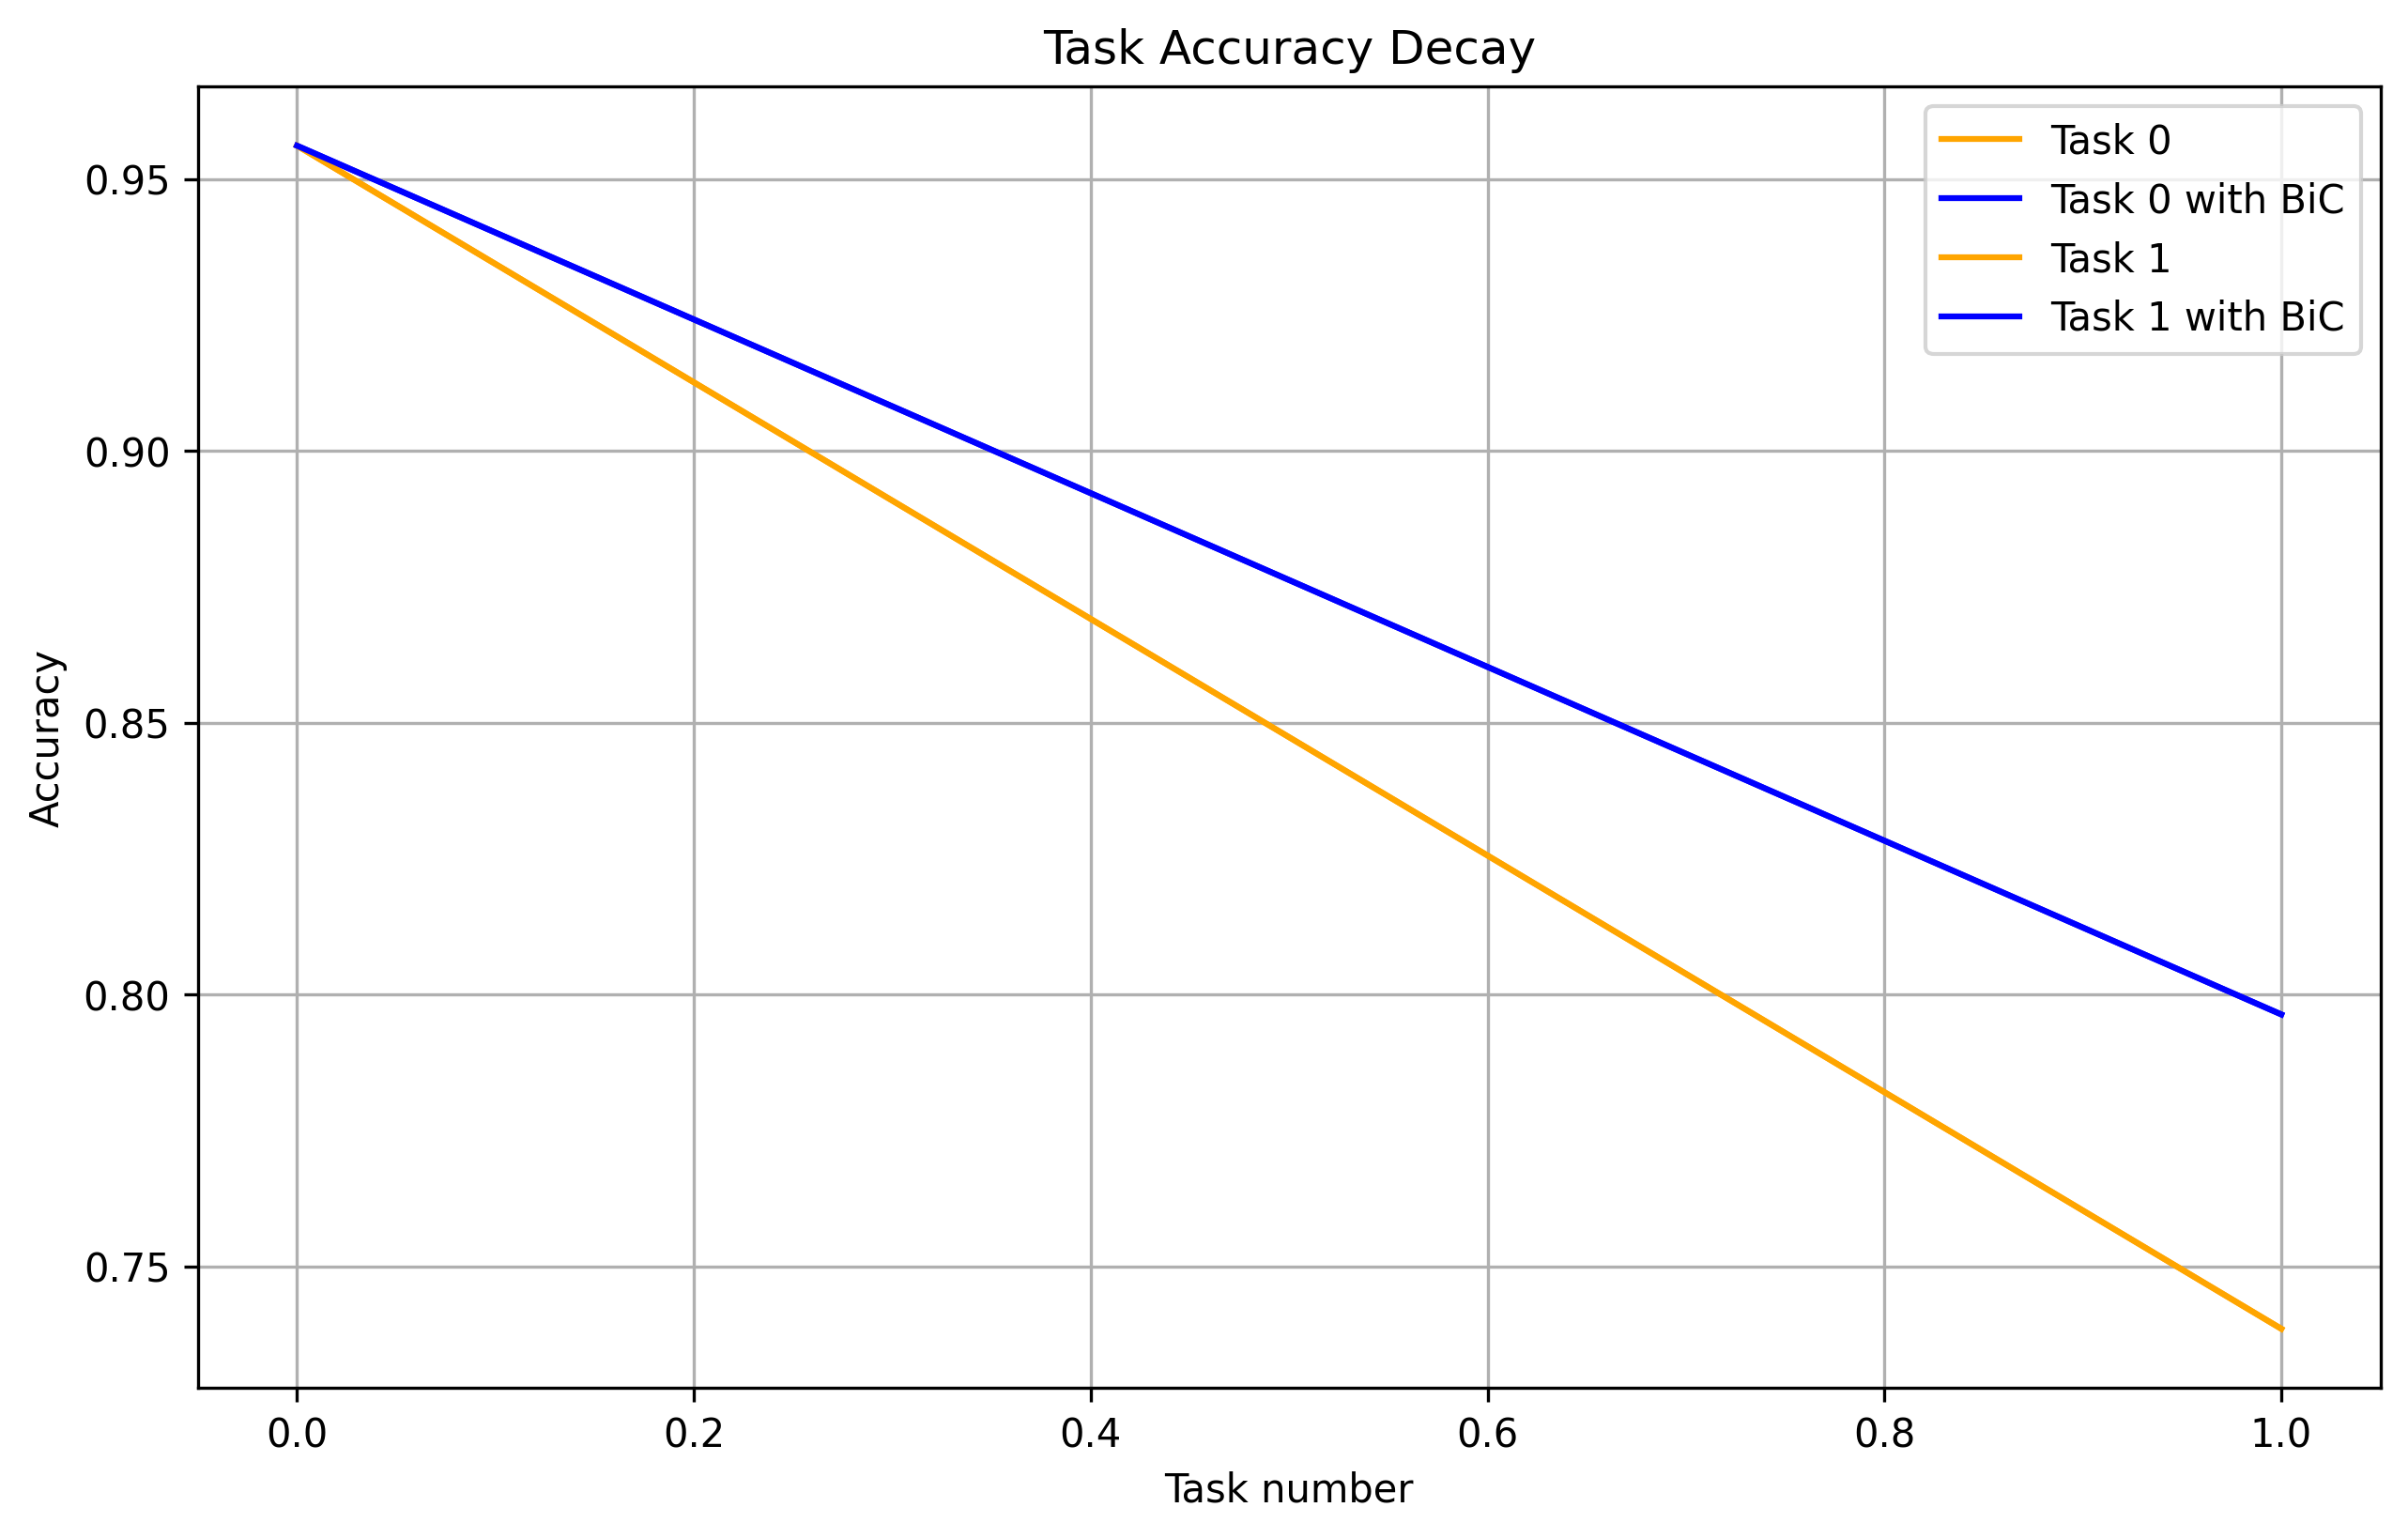 Task Accuracy Decay
Task 0
Task 0 with BiC
Task 1
Task 1 with BiC
0.95
0.90
0.85
0.80
0.75
Accuracy
0.0 0.2 0.4 0.6 0.8 1.0
Task number